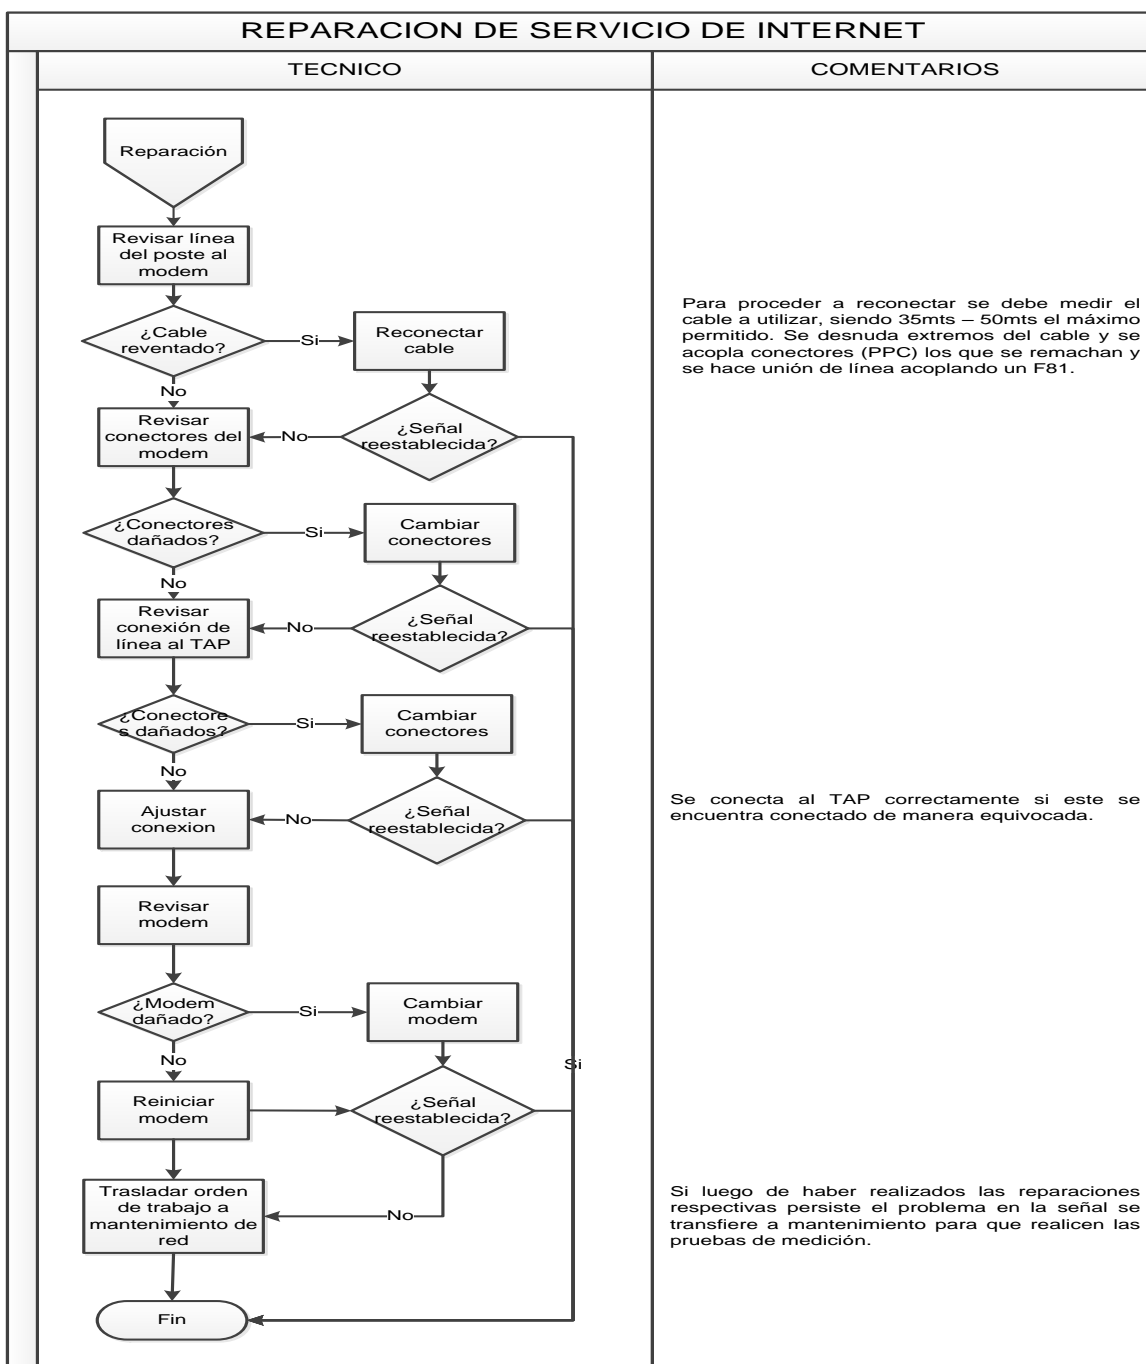 REPARACION DE SERVICIO DE INTERNET
TECNICO
COMENTARIOS
Reparación
Revisar línea
del poste al
modem
¿Cable
reventado?
Si
Reconectar
cable
Para proceder a reconectar se debe medir el
cable a utilizar, siendo 35mts – 50mts el máximo
permitido. Se desnuda extremos del cable y se
acopla conectores (PPC) los que se remachan y
se hace unión de línea acoplando un F81.
No
Revisar
conectores del
modem
No
¿Señal
reestablecida?
¿Conectores
dañados?
Si
Cambiar
conectores
No
Revisar
conexión de
línea al TAP
No
¿Señal
reestablecida?
¿Conectore
s dañados?
Si
Cambiar
conectores
No
Ajustar
conexion
No
¿Señal
reestablecida?
Se conecta al TAP correctamente si este se
encuentra conectado de manera equivocada.
Revisar
modem
¿Modem
dañado?
Si
Cambiar
modem
No
Si
Reiniciar
modem
¿Señal
reestablecida?
Trasladar orden
de trabajo a
mantenimiento de
red
No
Si luego de haber realizados las reparaciones
respectivas persiste el problema en la señal se
transfiere a mantenimiento para que realicen las
pruebas de medición.
Fin